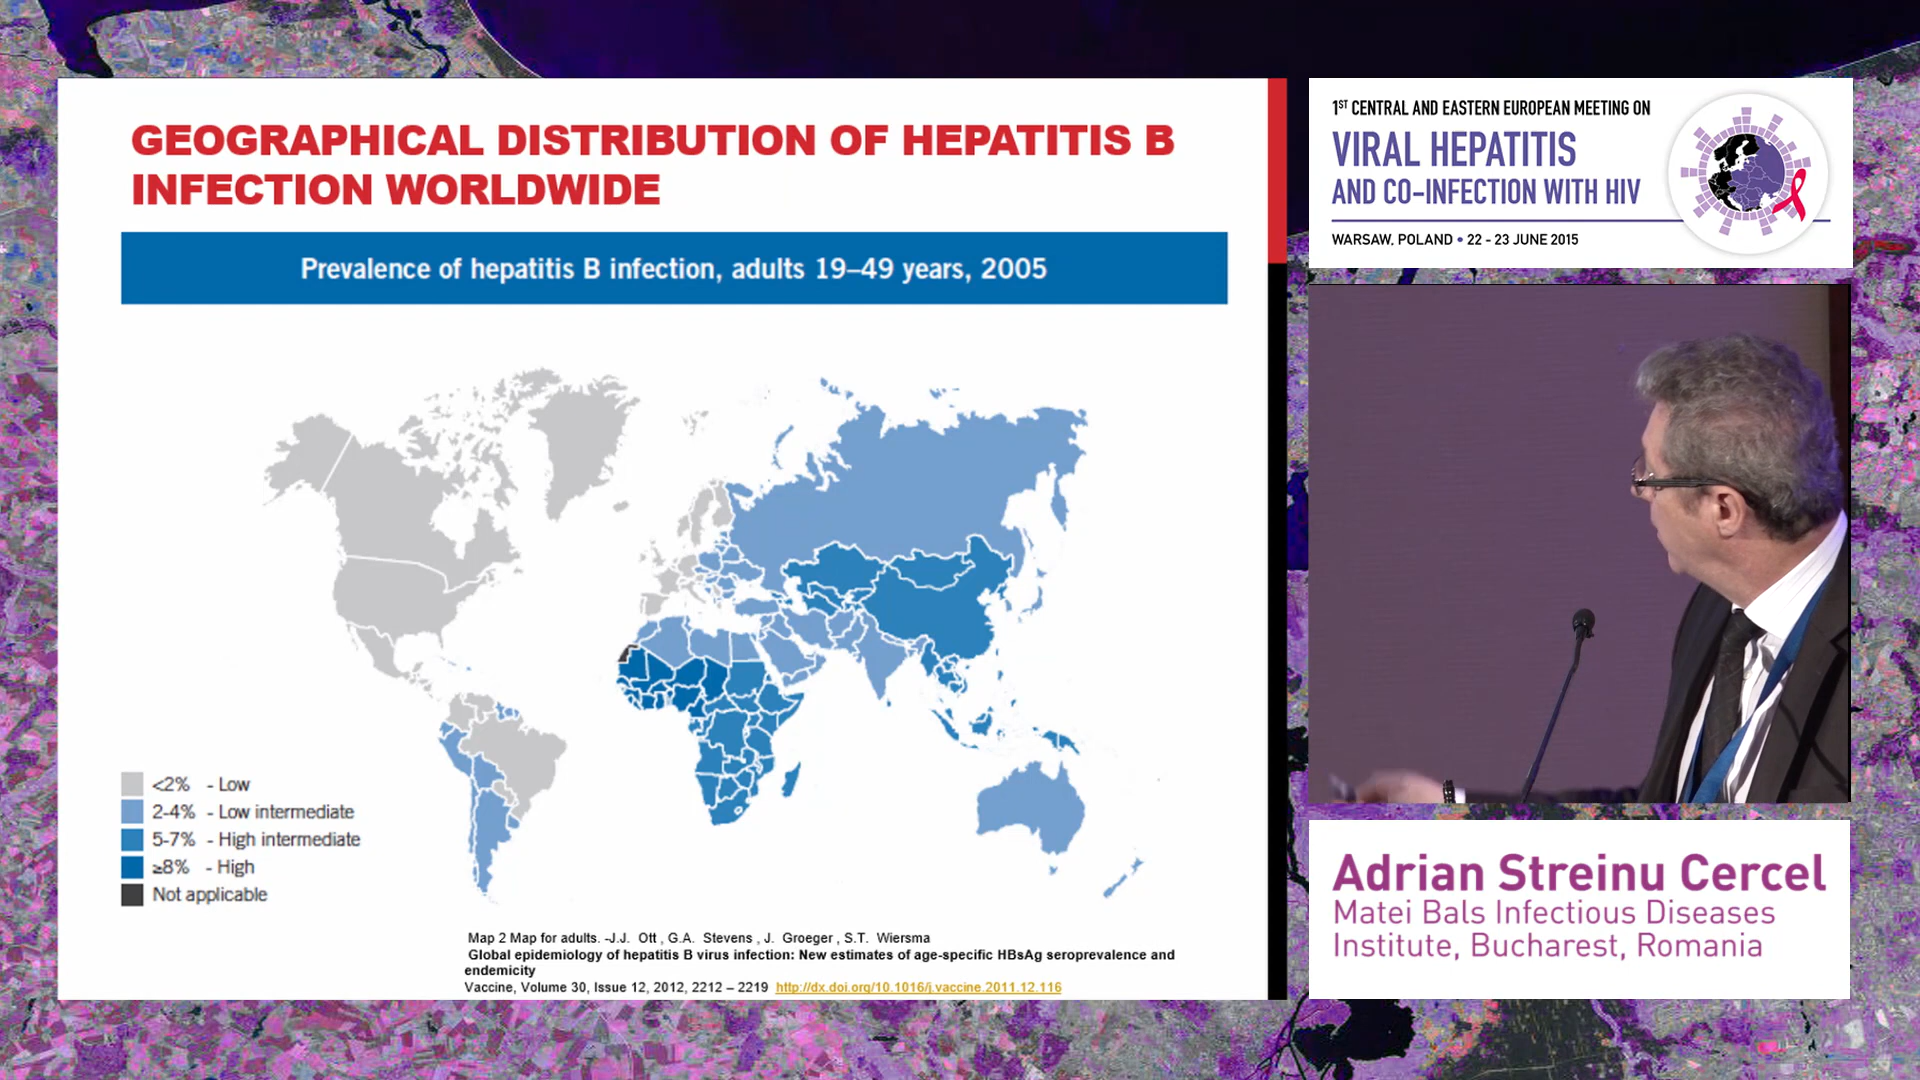 GEOGRAPHICAL DISTRIBUTION OF HEPATITIS B
INFECTION WORLDWIDE
Prevalence of hepatitis B infection, adults 19–49 years, 2005
<2% - Low
2-4% - Low intermediate
5-7% - High intermediate
≥8% - High
Not applicable
Map 2 Map for adults. -J.J. Ott , G.A. Stevens , J. Groeger , S.T. Wiersma
Global epidemiology of hepatitis B virus infection: New estimates of age-specific HBsAg seroprevalence and
endemicity
Vaccine, Volume 30, Issue 12, 2012, 2212 – 2219 http://dx.doi.org/10.1016/j.vaccine.2011.12.116
1ST CENTRAL AND EASTERN EUROPEAN MEETING ON
VIRAL HEPATITIS
AND CO-INFECTION WITH HIV
WARSAW, POLAND • 22 - 23 JUNE 2015
Adrian Streinu Cercel
Matei Bals Infectious Diseases
Institute, Bucharest, Romania